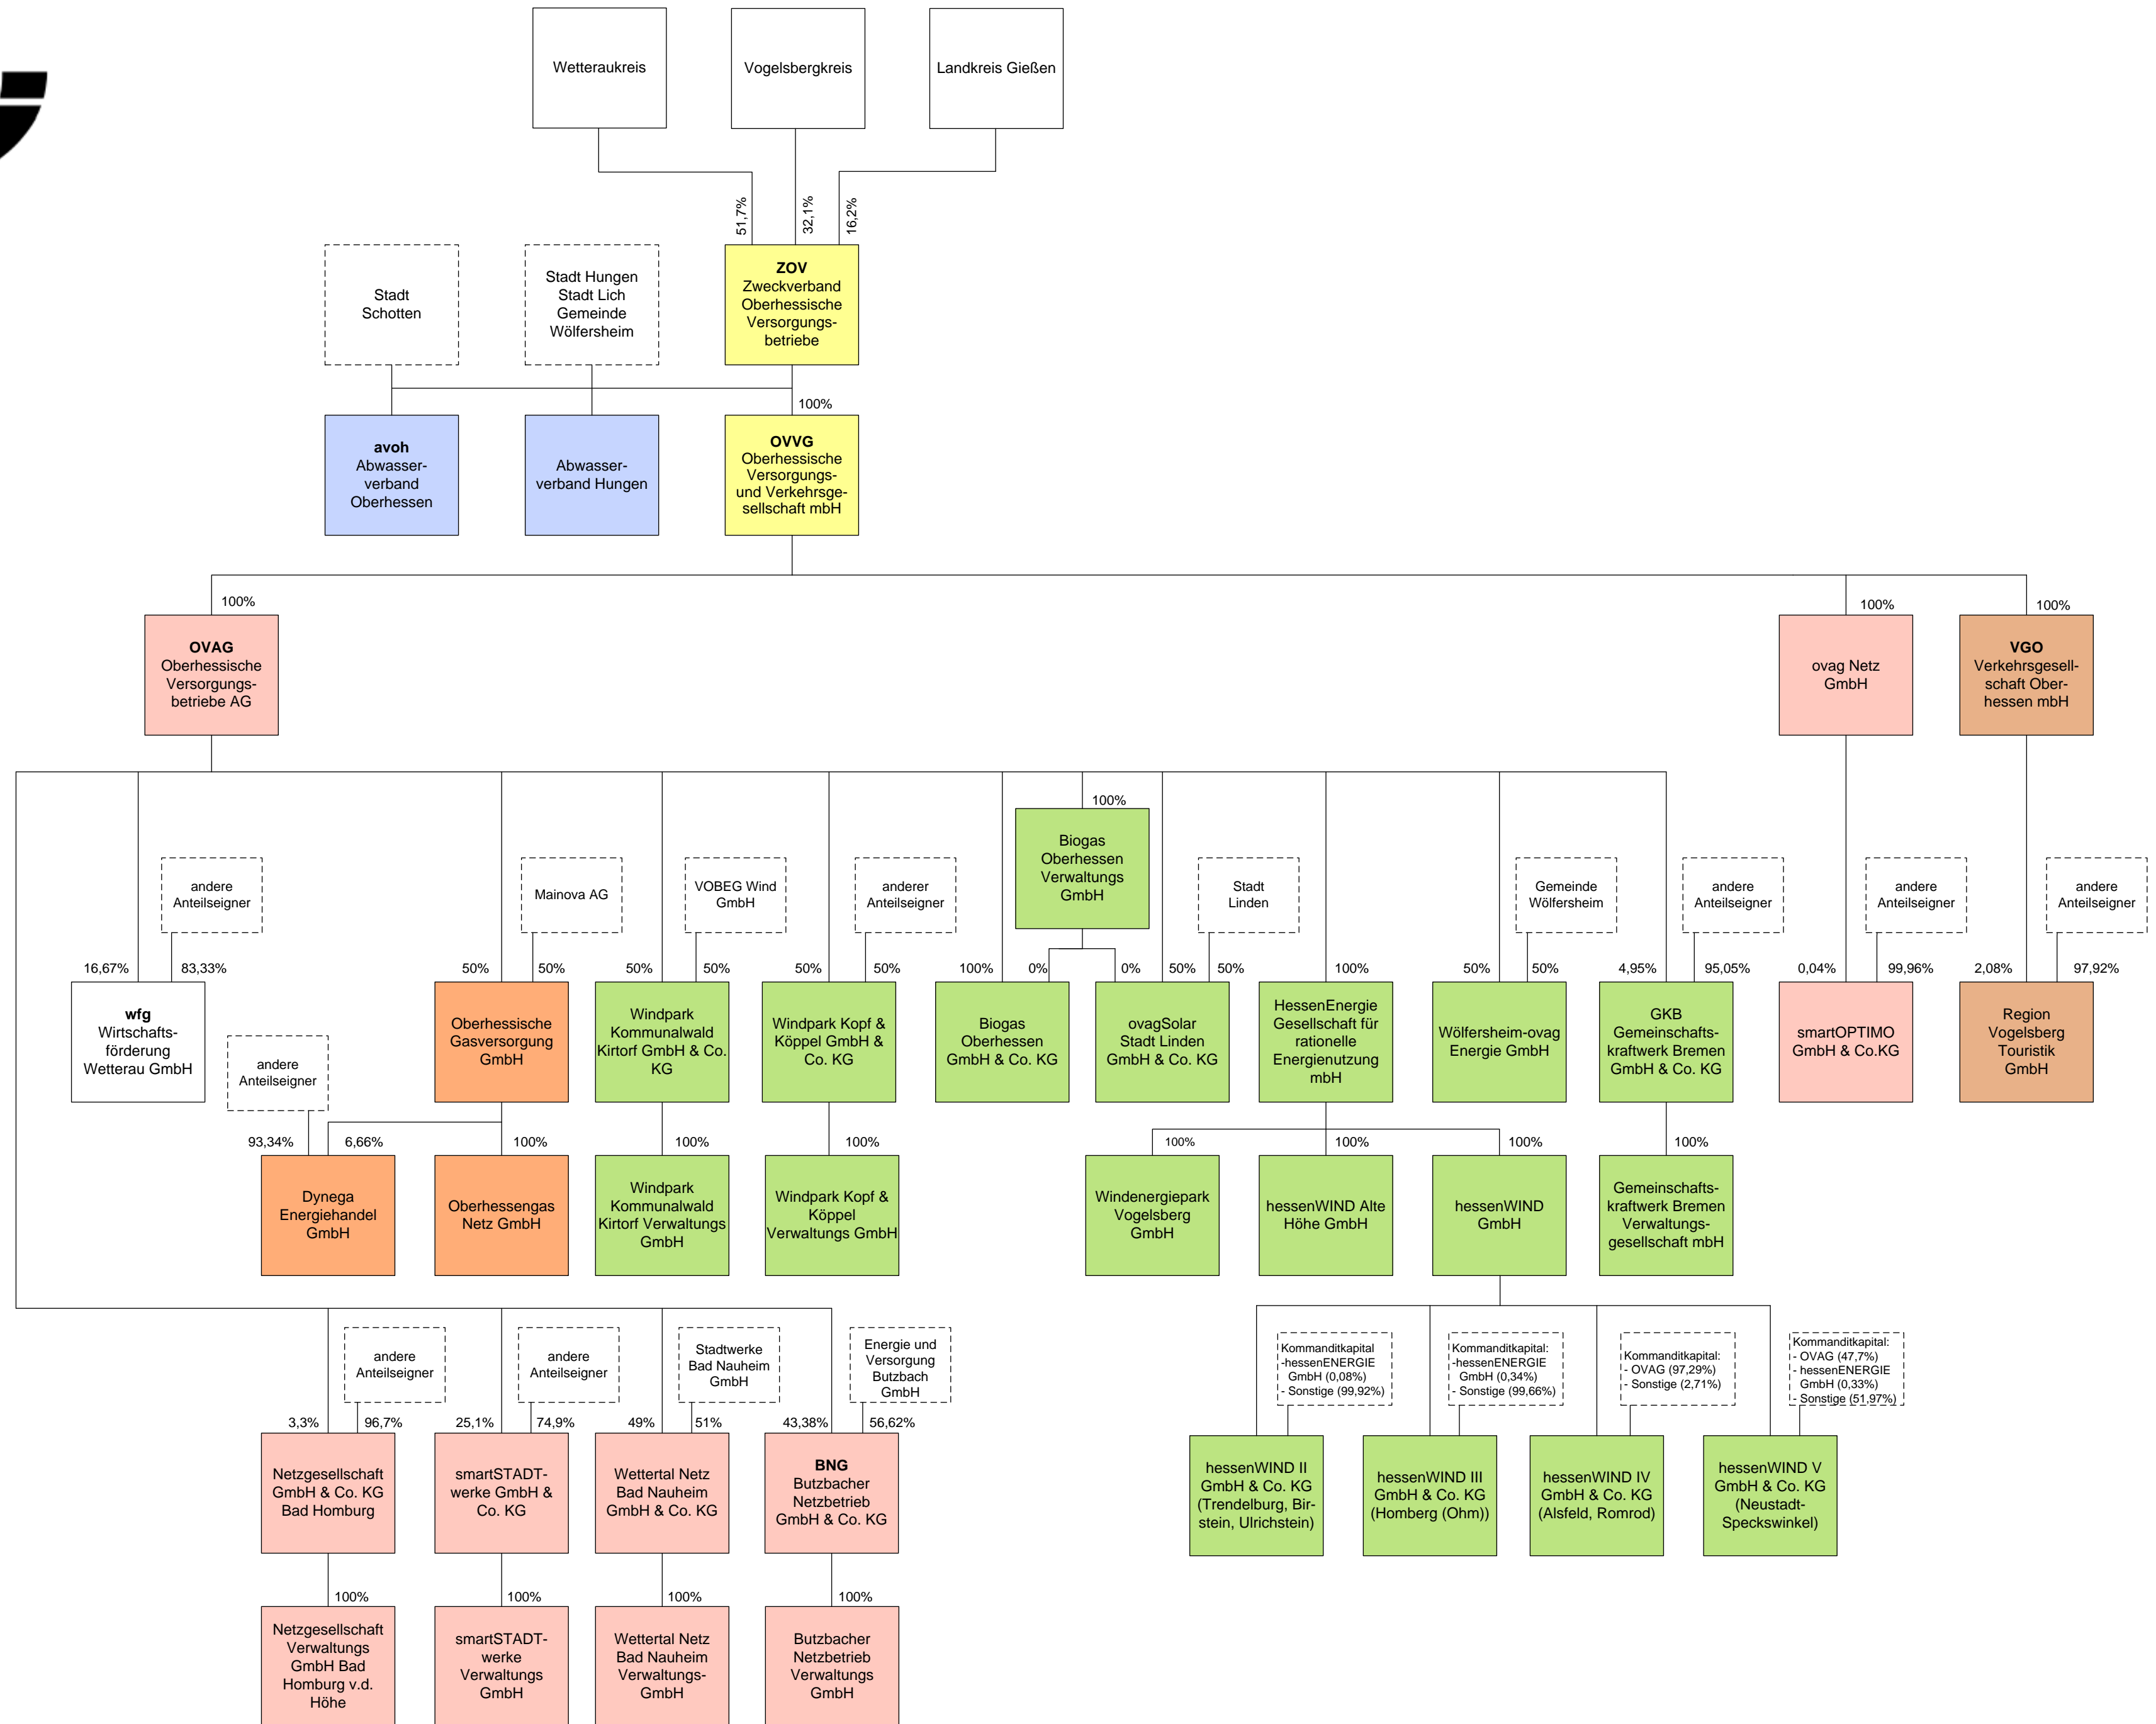 Wetteraukreis
Vogelsbergkreis
Landkreis Gießen
51,7%
32,1%
16,2%
Stadt
Schotten
Stadt Hungen
Stadt Lich
Gemeinde
Wölfersheim
ZOV
Zweckverband
Oberhessische
Versorgungs-
betriebe
100%
avoh
Abwasser-
verband
Oberhessen
Abwasser-
verband Hungen
OVVG
Oberhessische
Versorgungs-
und Verkehrsge-
sellschaft mbH
100%
100%
100%
OVAG
Oberhessische
Versorgungs-
betriebe AG
ovag Netz
GmbH
VGO
Verkehrsgesell-
schaft Ober-
hessen mbH
100%
Biogas
Oberhessen
Verwaltungs
GmbH
andere
Anteilseigner
Mainova AG
VOBEG Wind
GmbH
anderer
Anteilseigner
Stadt
Linden
Gemeinde
Wölfersheim
andere
Anteilseigner
andere
Anteilseigner
andere
Anteilseigner
16,67%
83,33%
50%
50%
50%
50%
50%
50%
100%
0%
0%
50%
50%
100%
50%
50%
4,95%
95,05%
0,04%
99,96%
2,08%
97,92%
wfg
Wirtschafts-
förderung
Wetterau GmbH
Oberhessische
Gasversorgung
GmbH
Windpark
Kommunalwald
Kirtorf GmbH & Co.
KG
Windpark Kopf &
Köppel GmbH &
Co. KG
Biogas
Oberhessen
GmbH & Co. KG
ovagSolar
Stadt Linden
GmbH & Co. KG
HessenEnergie
Gesellschaft für
rationelle
Energienutzung
mbH
Wölfersheim-ovag
Energie GmbH
GKB
Gemeinschafts-
kraftwerk Bremen
GmbH & Co. KG
smartOPTIMO
GmbH & Co.KG
Region
Vogelsberg
Touristik
GmbH
andere
Anteilseigner
93,34%
6,66%
100%
100%
100%
100%
100%
100%
100%
Dynega
Energiehandel
GmbH
Oberhessengas
Netz GmbH
Windpark
Kommunalwald
Kirtorf Verwaltungs
GmbH
Windpark Kopf &
Köppel
Verwaltungs GmbH
Windenergiepark
Vogelsberg
GmbH
hessenWIND Alte
Höhe GmbH
hessenWIND
GmbH
Gemeinschafts-
kraftwerk Bremen
Verwaltungs-
gesellschaft mbH
andere
Anteilseigner
andere
Anteilseigner
Stadtwerke
Bad Nauheim
GmbH
Energie und
Versorgung
Butzbach
GmbH
Kommanditkapital
-hessenENERGIE
GmbH (0,08%)
- Sonstige (99,92%)
Kommanditkapital:
-hessenENERGIE
GmbH (0,34%)
- Sonstige (99,66%)
Kommanditkapital:
- OVAG (97,29%)
- Sonstige (2,71%)
Kommanditkapital:
- OVAG (47,7%)
- hessenENERGIE
GmbH (0,33%)
- Sonstige (51,97%)
3,3%
96,7%
25,1%
74,9%
49%
51%
43,38%
56,62%
Netzgesellschaft
GmbH & Co. KG
Bad Homburg
smartSTADT-
werke GmbH &
Co. KG
Wettertal Netz
Bad Nauheim
GmbH & Co. KG
BNG
Butzbacher
Netzbetrieb
GmbH & Co. KG
hessenWIND II
GmbH & Co. KG
(Trendelburg, Bir-
stein, Ulrichstein)
hessenWIND III
GmbH & Co. KG
(Homberg (Ohm))
hessenWIND IV
GmbH & Co. KG
(Alsfeld, Romrod)
hessenWIND V
GmbH & Co. KG
(Neustadt-
Speckswinkel)
100%
100%
100%
100%
Netzgesellschaft
Verwaltungs
GmbH Bad
Homburg v.d.
Höhe
smartSTADT-
werke
Verwaltungs
GmbH
Wettertal Netz
Bad Nauheim
Verwaltungs-
GmbH
Butzbacher
Netzbetrieb
Verwaltungs
GmbH